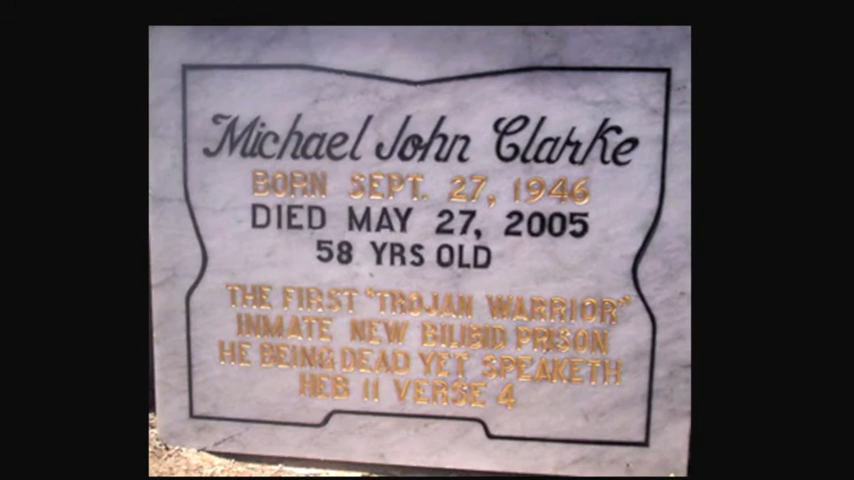 Michael John Clarke
BORN SEPT. 27, 1946
DIED MAY 27, 2005
58 YRS OLD
THE FIRST "TROJAN WARRIOR"
INMATE NEW BILIBID PRISON
HE BEING DEAD YET SPEAKETH
HEB 11 VERSE 4